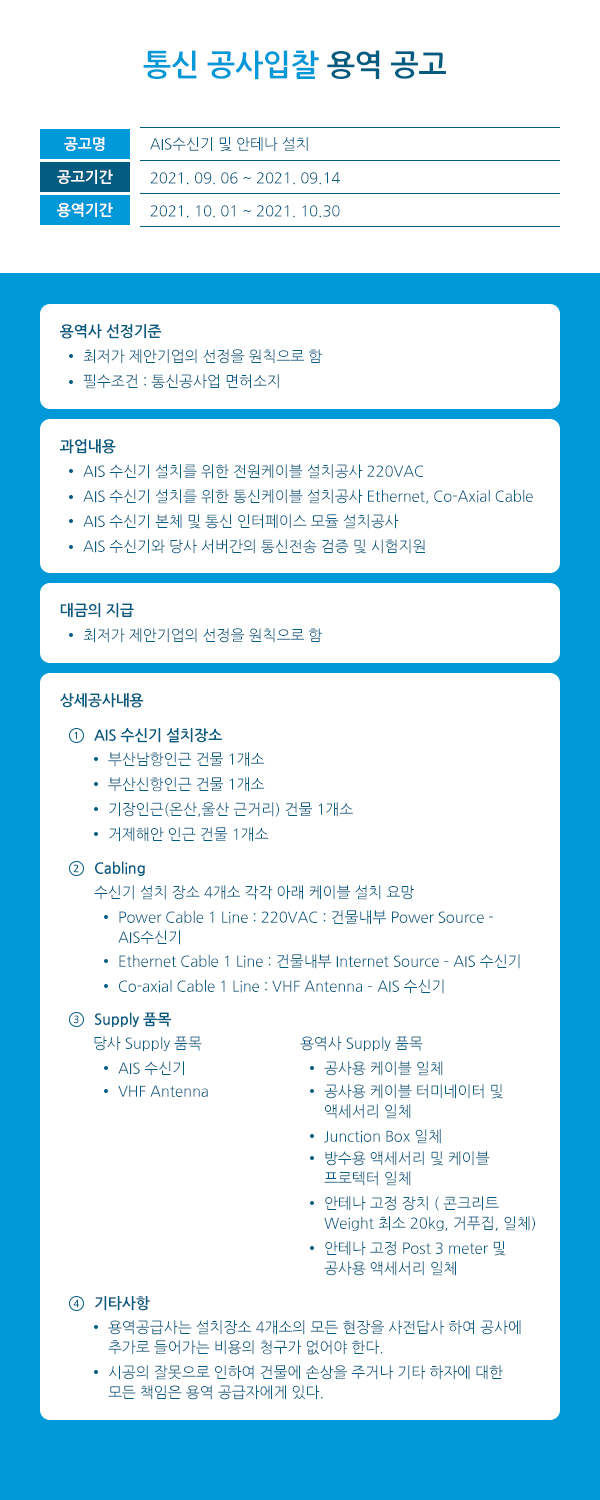 통신 공사입찰 용역 공고
공고명 AIS수신기 및 안테나 설치
공고기간 2021. 09. 06 ~ 2021. 09.14
용역기간 2021. 10. 01 ~ 2021. 10.30
용역사 선정기준
• 최저가 제안기업의 선정을 원칙으로 함
• 필수조건 : 통신공사업 면허소지
과업내용
• AIS 수신기 설치를 위한 전원케이블 설치공사 220VAC
• AIS 수신기 설치를 위한 통신케이블 설치공사 Ethernet, Co-Axial Cable
• AIS 수신기 본체 및 통신 인터페이스 모듈 설치공사
• AIS 수신기와 당사 서버간의 통신전송 검증 및 시험지원
대금의 지급
• 최저가 제안기업의 선정을 원칙으로 함
상세공사내용
① AIS 수신기 설치장소
• 부산남항인근 건물 1개소
• 부산신항인근 건물 1개소
• 기장인근(온산,울산 근거리) 건물 1개소
• 거제해안 인근 건물 1개소
② Cabling
수신기 설치 장소 4개소 각각 아래 케이블 설치 요망
• Power Cable 1 Line : 220VAC : 건물내부 Power Source -
AIS수신기
• Ethernet Cable 1 Line : 건물내부 Internet Source - AIS 수신기
• Co-axial Cable 1 Line : VHF Antenna - AIS 수신기
③ Supply 품목
당사 Supply 품목
• AIS 수신기
• VHF Antenna
용역사 Supply 품목
• 공사용 케이블 일체
• 공사용 케이블 터미네이터 및
액세서리 일체
• Junction Box 일체
• 방수용 액세서리 및 케이블
프로텍터 일체
• 안테나 고정 장치 ( 콘크리트
Weight 최소 20kg, 거푸집, 일체)
• 안테나 고정 Post 3 meter 및
공사용 액세서리 일체
④ 기타사항
• 용역공급사는 설치장소 4개소의 모든 현장을 사전답사 하여 공사에
추가로 들어가는 비용의 청구가 없어야 한다.
• 시공의 잘못으로 인하여 건물에 손상을 주거나 기타 하자에 대한
모든 책임은 용역 공급자에게 있다.